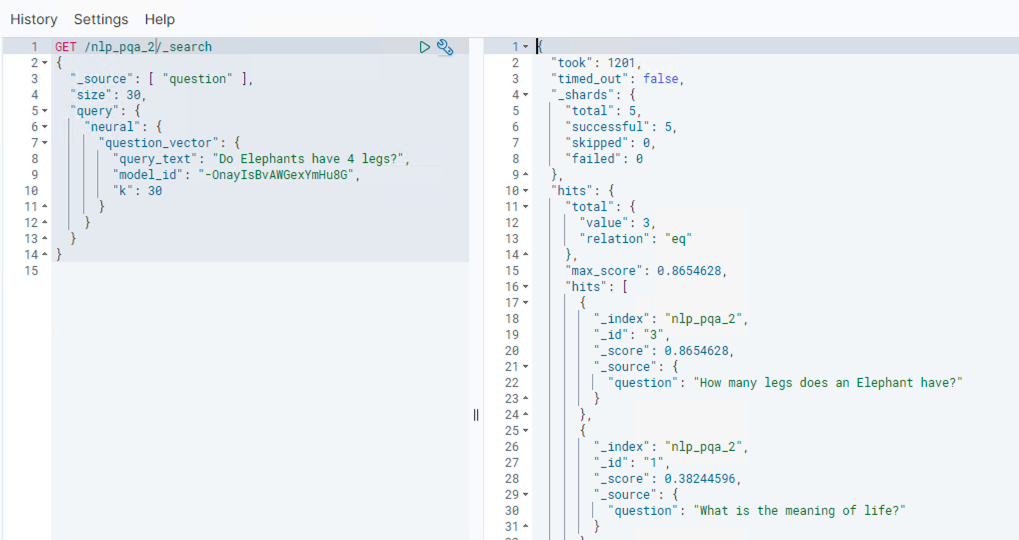 History Settings Help
1 GET /nlp_pqa_2/_search
2 {
3 "_source": [ "question" ],
4 "size": 30,
5 "query": {
6 "neural": {
7 "question_vector": {
8 "query_text": "Do Elephants have 4 legs?",
9 "model_id": "-OnayIsBvAWGexYmHu8G",
10 "k": 30
11 }
12 }
13 }
14 }
15
1 {
2 "took": 1201,
3 "timed_out": false,
4 "_shards": {
5 "total": 5,
6 "successful": 5,
7 "skipped": 0,
8 "failed": 0
9 },
10 "hits": {
11 "total": {
12 "value": 3,
13 "relation": "eq"
14 },
15 "max_score": 0.8654628,
16 "hits": [
17 {
18 "_index": "nlp_pqa_2",
19 "_id": "3",
20 "_score": 0.8654628,
21 "_source": {
22 "question": "How many legs does an Elephant have?"
23 }
24 },
25 {
26 "_index": "nlp_pqa_2",
27 "_id": "1",
28 "_score": 0.38244596,
29 "_source": {
30 "question": "What is the meaning of life?"
31 }